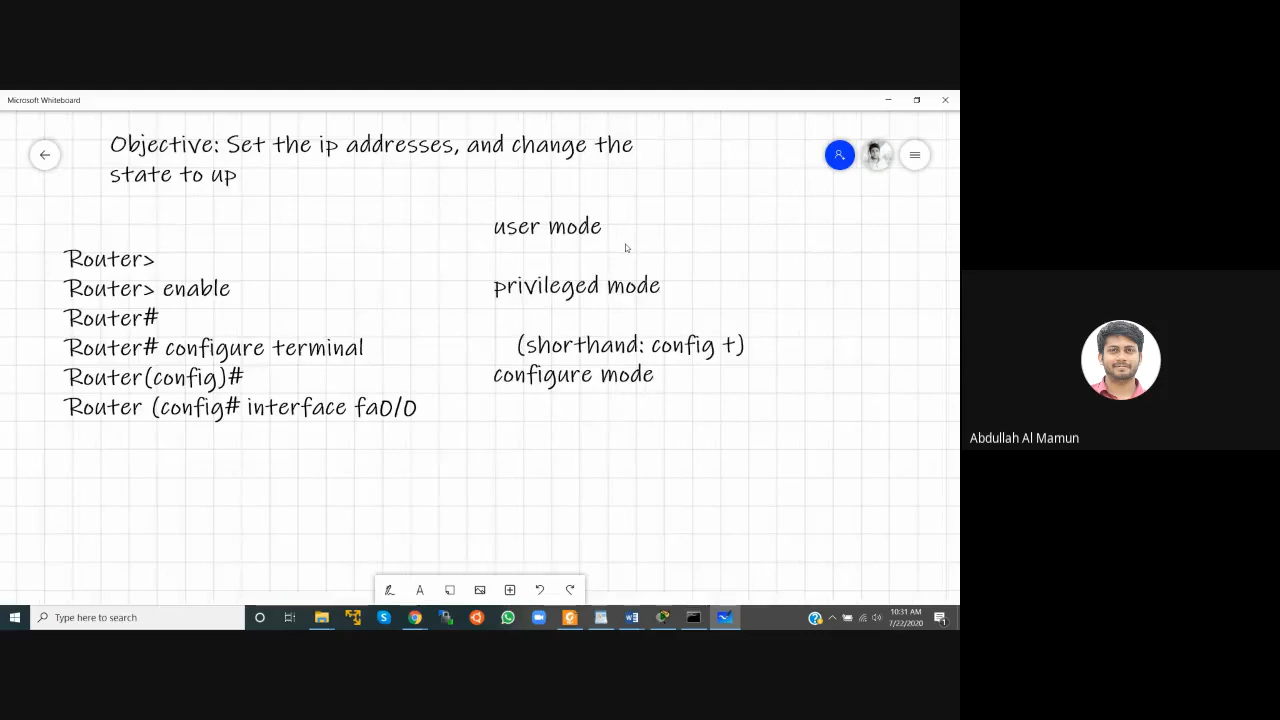 Microsoft Whiteboard
Objective: Set the ip addresses, and change the
state to up
user mode
Router>
Router> enable
privileged mode
Router#
Router# configure terminal
(shorthand: config t)
Router(config)#
configure mode
Router (config# interface fa0/0
Abdullah Al Mamun
A
Type here to search
10:31 AM
7/22/2020